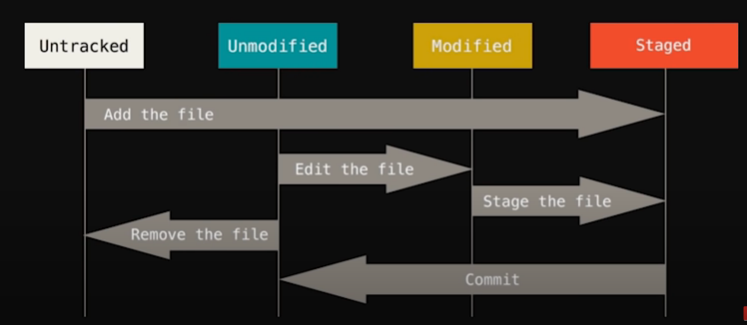 Untracked
Unmodified
Modified
Staged
Add the file
Edit the file
Stage the file
Remove the file
Commit